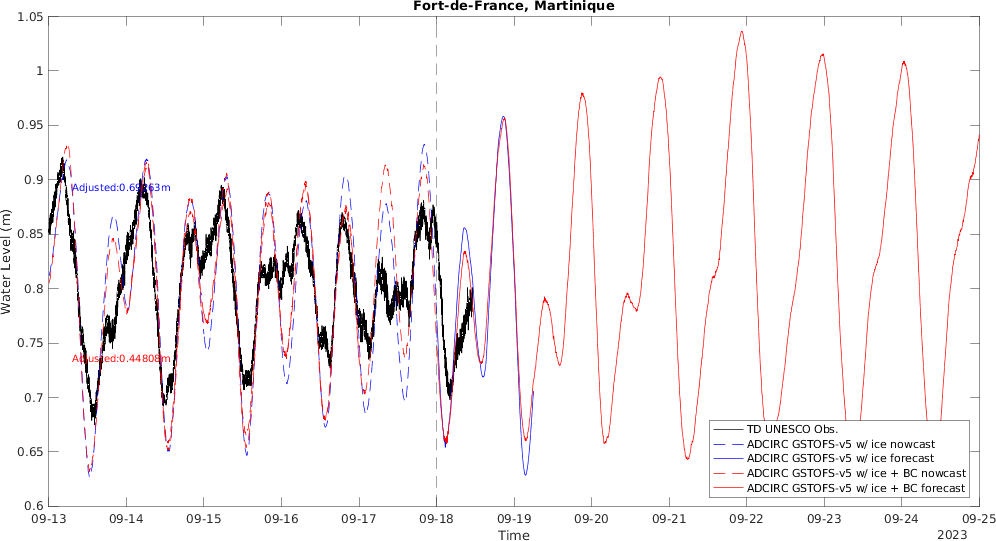 Fort-de-France, Martinique
1.05
1
0.95
0.9
0.85
0.8
0.75
0.7
0.65
0.6
Water Level (m)
Adjusted:0.69263m
Adjusted:0.44808m
TD UNESCO Obs.
ADCIRC GSTOFS-v5 w/ ice nowcast
ADCIRC GSTOFS-v5 w/ ice forecast
ADCIRC GSTOFS-v5 w/ ice + BC nowcast
ADCIRC GSTOFS-v5 w/ ice + BC forecast
09-13 09-14 09-15 09-16 09-17 09-18 09-19 09-20 09-21 09-22 09-23 09-24 09-25
Time
2023